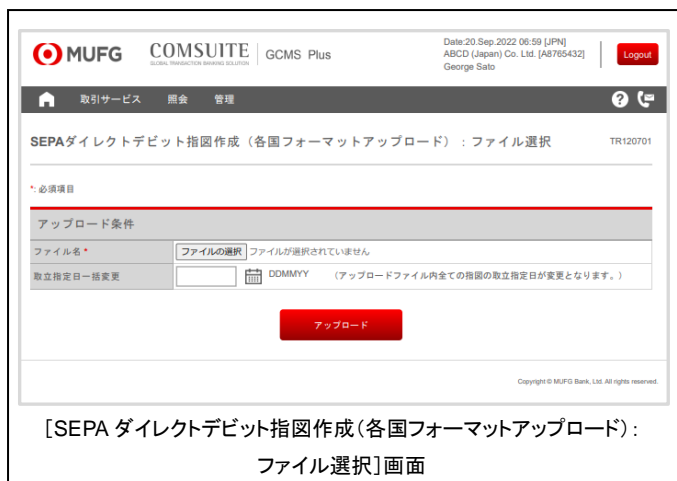 MUFG COMSUITE GCMS Plus
GLOBAL TRANSACTION BANKING SOLUTION
Date:20.Sep.2022 06:59 [JPN]
ABCD (Japan) Co. Ltd. [A8765432]
George Sato
Logout
取引サービス 照会 管理
SEPAダイレクトデビット指図作成（各国フォーマットアップロード）：ファイル選択 TR120701
*: 必須項目
アップロード条件
ファイル名 * ファイルの選択 ファイルが選択されていません
取立指定日一括変更 DDMMYY （アップロードファイル内全ての指図の取立指定日が変更となります。）
アップロード
Copyright © MUFG Bank, Ltd. All rights reserved.
[SEPA ダイレクトデビット指図作成（各国フォーマットアップロード）：
ファイル選択]画面